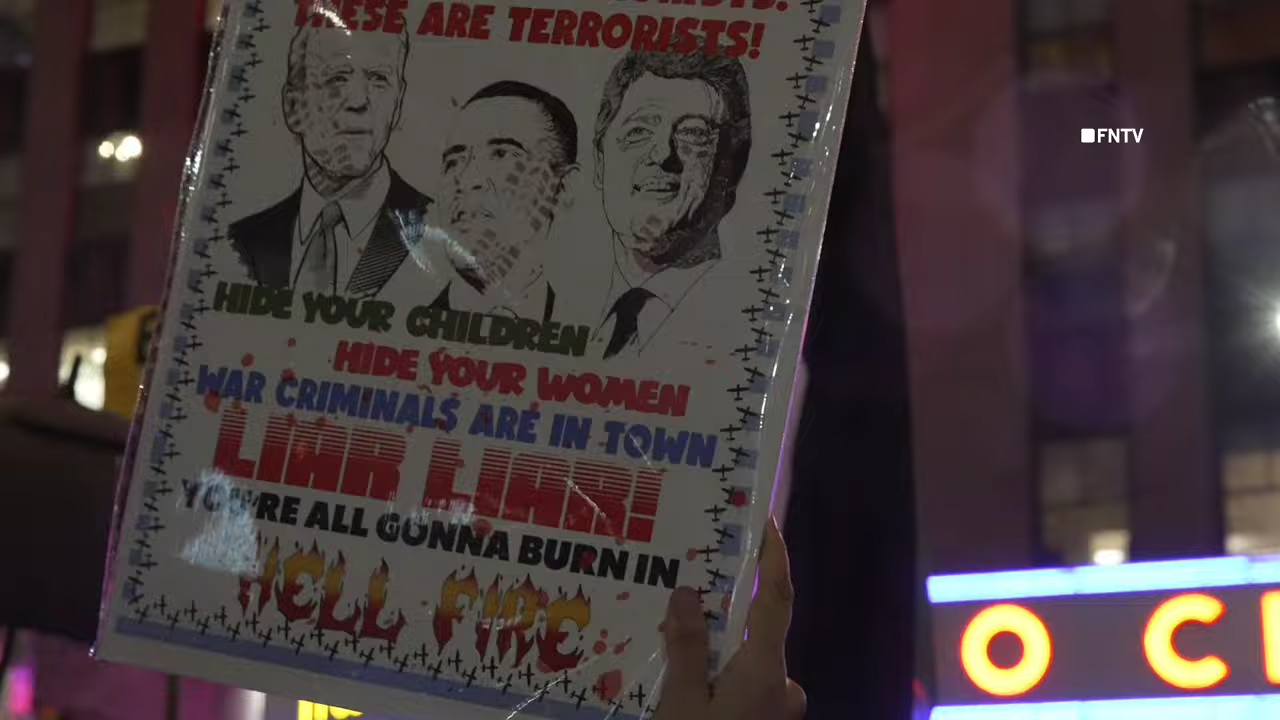 THESE ARE TERRORISTS!
FNTV
HIDE YOUR CHILDREN
HIDE YOUR WOMEN
WAR CRIMINALS ARE IN TOWN
LIAR LIAR!
YOU'RE ALL GONNA BURN IN
HELL FIRE
O C